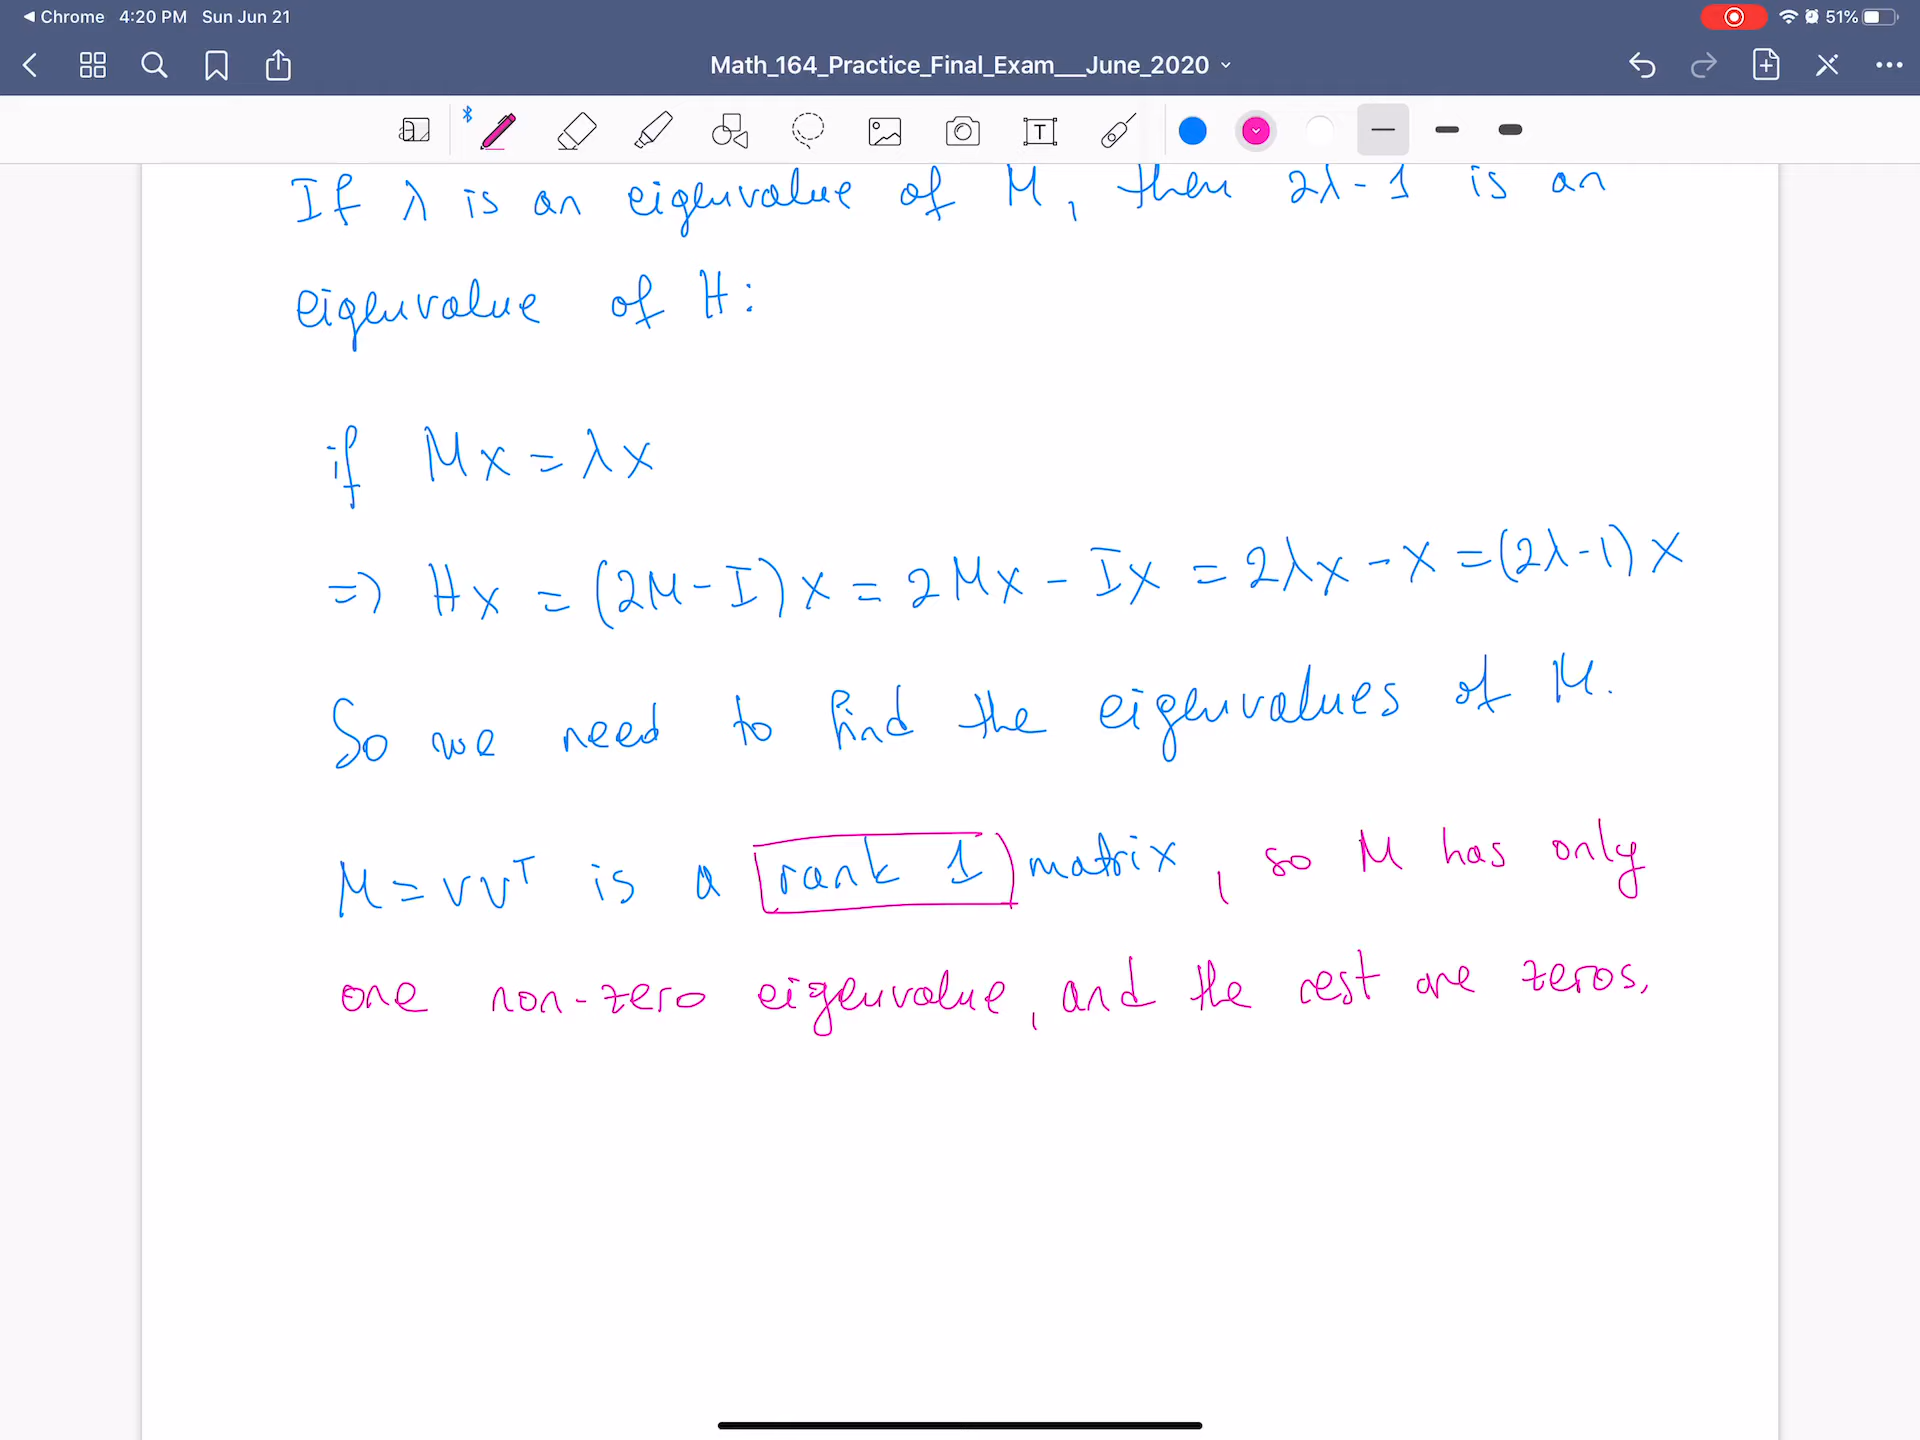 Chrome 4:20 PM Sun Jun 21
51%
Math_164_Practice_Final_Exam___June_2020
If λ is an eigenvalue of M, then 2λ-1 is an
eigenvalue of H:
if Mx = λx
=> Hx = (2M-I)x = 2Mx - Ix = 2λx - x = (2λ-1)x
So we need to find the eigenvalues of M.
M = vvᵀ is a rank 1 matrix, so M has only
one non-zero eigenvalue, and the rest are zeros.